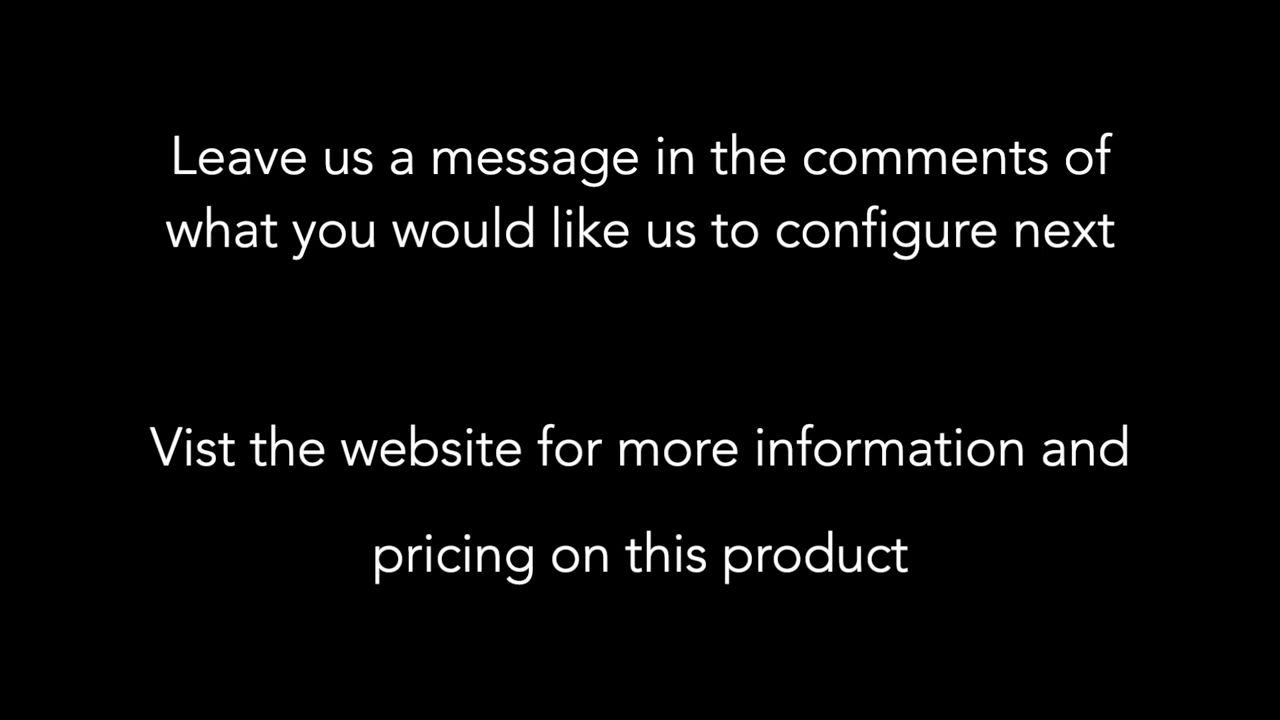 Leave us a message in the comments of
what you would like us to configure next
Vist the website for more information and
pricing on this product